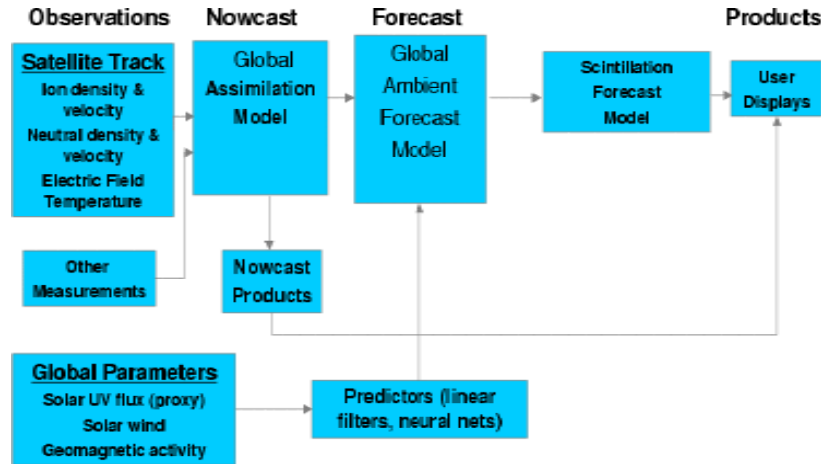 Observations
Nowcast
Forecast
Products
Satellite Track
Ion density &
velocity
Neutral density &
velocity
Electric Field
Temperature
Global
Assimilation
Model
Global
Ambient
Forecast
Model
Scintillation
Forecast
Model
User
Displays
Other
Measurements
Nowcast
Products
Global Parameters
Solar UV flux (proxy)
Solar wind
Geomagnetic activity
Predictors (linear
filters, neural nets)